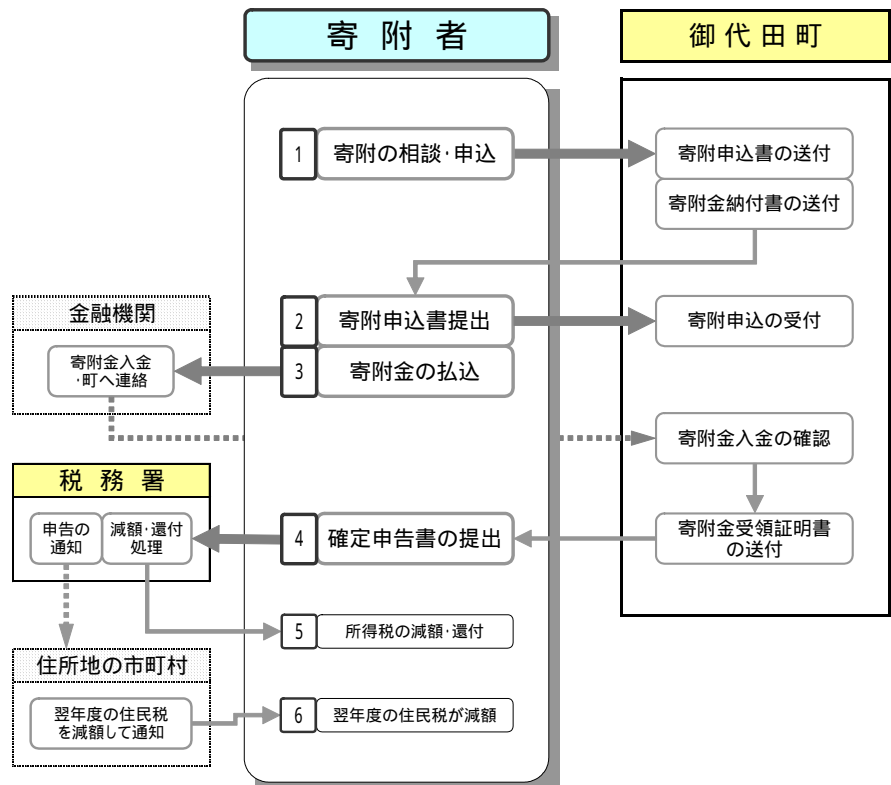 寄附者
御代田町
1
寄附の相談・申込
寄附申込書の送付
寄附金納付書の送付
金融機関
2
寄附申込書提出
寄附申込の受付
寄附金入金
・町へ連絡
3
寄附金の払込
寄附金入金の確認
税務署
申告の
通知
減額・還付
処理
4
確定申告書の提出
寄附金受領証明書
の送付
5
所得税の減額・還付
住所地の市町村
翌年度の住民税
を減額して通知
6
翌年度の住民税が減額